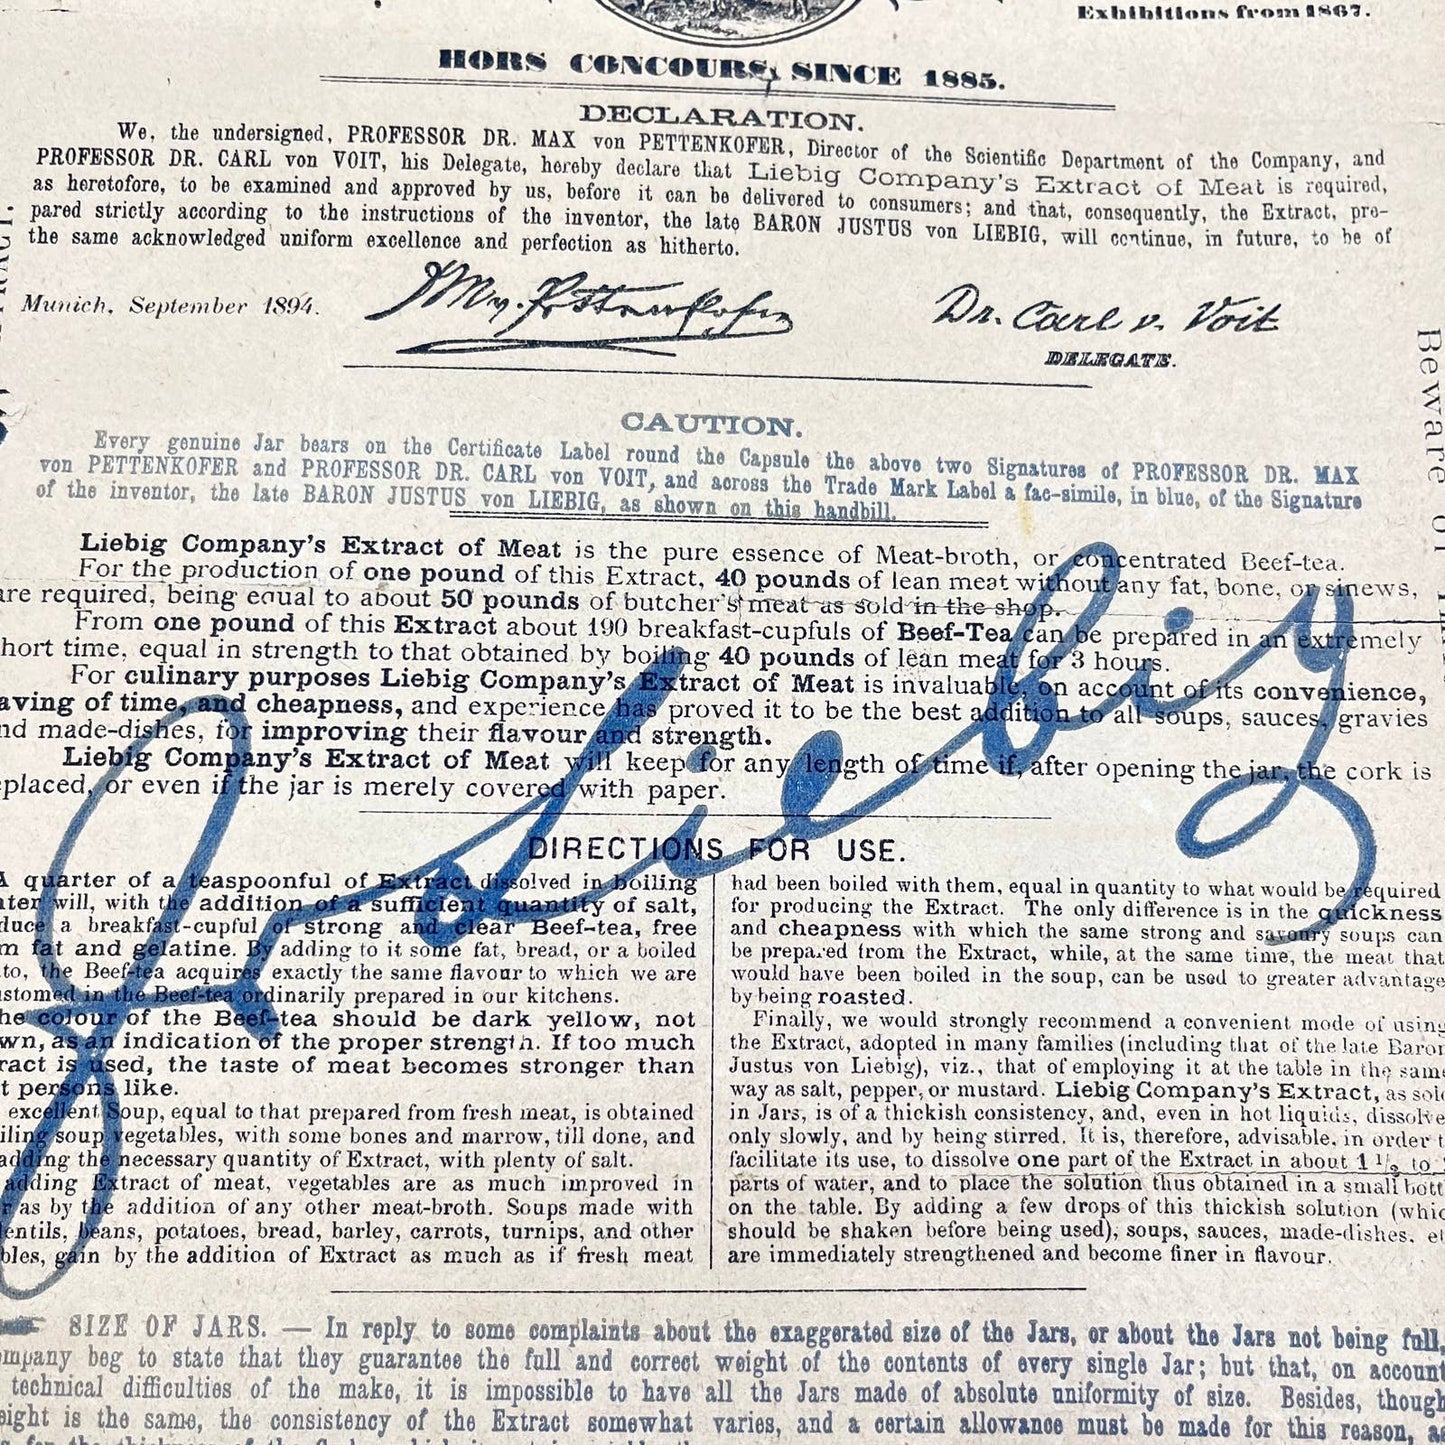 Exhibitions from 1867.
HORS CONCOURS, SINCE 1885.
DECLARATION.
We, the undersigned, PROFESSOR DR. MAX von PETTENKOFER, Director of the Scientific Department of the Company, and
PROFESSOR DR. CARL von VOIT, his Delegate, hereby declare that Liebig Company's Extract of Meat is required,
as heretofore, to be examined and approved by us, before it can be delivered to consumers; and that, consequently, the Extract, pre-
pared strictly according to the instructions of the inventor, the late BARON JUSTUS von LIEBIG, will continue, in future, to be of
the same acknowledged uniform excellence and perfection as hitherto.
Munich, September 1894.
Dr. Carl v. Voit
DELEGATE.
CAUTION.
Every genuine Jar bears on the Certificate Label round the Capsule the above two Signatures of PROFESSOR DR. MAX
von PETTENKOFER and PROFESSOR DR. CARL von VOIT, and across the Trade Mark Label a fac-simile, in blue, of the Signature
of the inventor, the late BARON JUSTUS von LIEBIG, as shown on this handbill.
Liebig Company's Extract of Meat is the pure essence of Meat-broth, or concentrated Beef-tea.
For the production of one pound of this Extract, 40 pounds of lean meat without any fat, bone, or sinews,
are required, being equal to about 50 pounds of butcher's meat as sold in the shop.
From one pound of this Extract about 190 breakfast-cupfuls of Beef-Tea can be prepared in an extremely
hort time, equal in strength to that obtained by boiling 40 pounds of lean meat for 3 hours.
For culinary purposes Liebig Company's Extract of Meat is invaluable, on account of its convenience,
aving of time, and cheapness, and experience has proved it to be the best addition to all soups, sauces, gravies
nd made-dishes, for improving their flavour and strength.
Liebig Company's Extract of Meat will keep for any length of time if, after opening the jar, the cork is
eplaced, or even if the jar is merely covered with paper.
J v Liebig
DIRECTIONS FOR USE.
A quarter of a teaspoonful of Extract dissolved in boiling
ater will, with the addition of a sufficient quantity of salt,
duce a breakfast-cupful of strong and clear Beef-tea, free
m fat and gelatine. By adding to it some fat, bread, or a boiled
to, the Beef-tea acquires exactly the same flavour to which we are
ustomed in the Beef-tea ordinarily prepared in our kitchens.
he colour of the Beef-tea should be dark yellow, not
wn, as an indication of the proper strength. If too much
ract is used, the taste of meat becomes stronger than
t persons like.
excellent Soup, equal to that prepared from fresh meat, is obtained
iling soup vegetables, with some bones and marrow, till done, and
adding the necessary quantity of Extract, with plenty of salt.
adding Extract of meat, vegetables are as much improved in
r as by the addition of any other meat-broth. Soups made with
lentils, beans, potatoes, bread, barley, carrots, turnips, and other
bles, gain by the addition of Extract as much as if fresh meat
had been boiled with them, equal in quantity to what would be required
for producing the Extract. The only difference is in the quickness
and cheapness with which the same strong and savoury soups can
be prepared from the Extract, while, at the same time, the meat that
would have been boiled in the soup, can be used to greater advantage
by being roasted.
Finally, we would strongly recommend a convenient mode of using
the Extract, adopted in many families (including that of the late Baron
Justus von Liebig), viz., that of employing it at the table in the same
way as salt, pepper, or mustard. Liebig Company's Extract, as sold
in Jars, is of a thickish consistency, and, even in hot liquids, dissolve
only slowly, and by being stirred. It is, therefore, advisable, in order t
facilitate its use, to dissolve one part of the Extract in about 1 1/2 to
parts of water, and to place the solution thus obtained in a small bott
on the table. By adding a few drops of this thickish solution (whic
should be shaken before being used), soups, sauces, made-dishes, et
are immediately strengthened and become finer in flavour.
SIZE OF JARS. — In reply to some complaints about the exaggerated size of the Jars, or about the Jars not being full,
ompany beg to state that they guarantee the full and correct weight of the contents of every single Jar; but that, on account
technical difficulties of the make, it is impossible to have all the Jars made of absolute uniformity of size. Besides, though
eight is the same, the consistency of the Extract somewhat varies, and a certain allowance must be made for this reason, as
Beware of